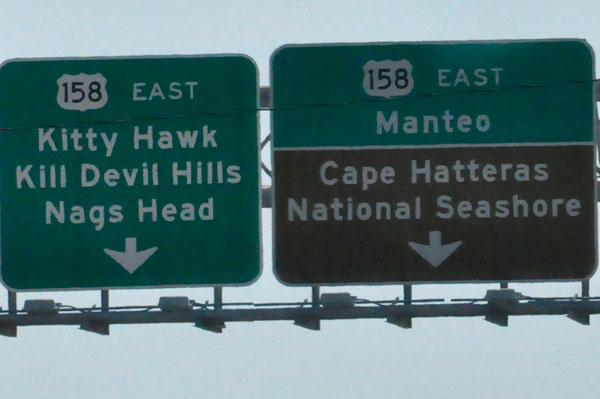 158 EAST
Kitty Hawk
Kill Devil Hills
Nags Head
158 EAST
Manteo
Cape Hatteras
National Seashore